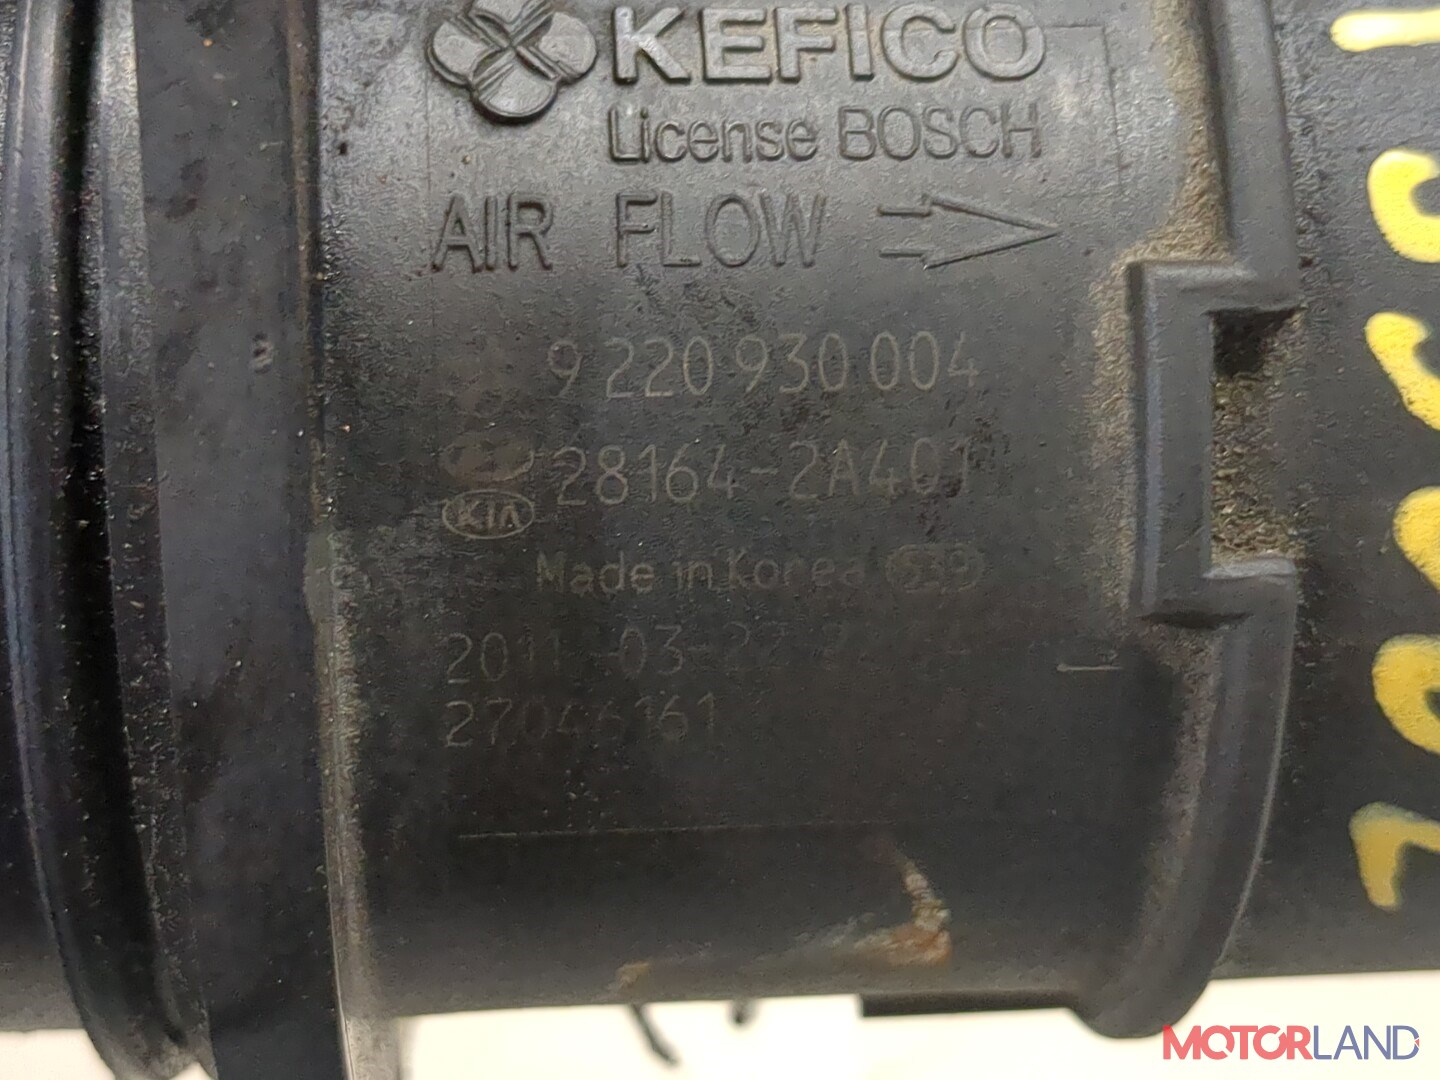 KEFICO
License BOSCH
AIR FLOW
9 220 930 004
28164-2A401
KIA
Made in Korea
2011-03-22
27046161
MOTORLAND